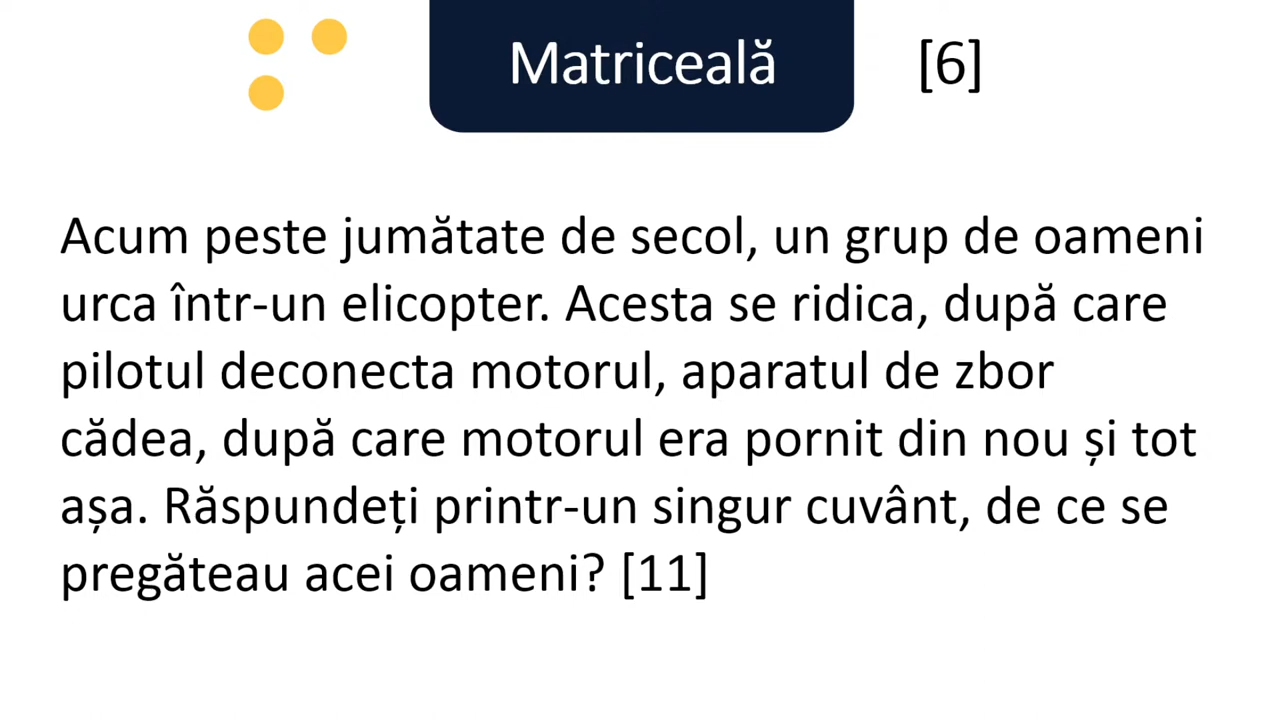 Matriceală [6]
Acum peste jumătate de secol, un grup de oameni
urca într-un elicopter. Acesta se ridica, după care
pilotul deconecta motorul, aparatul de zbor
cădea, după care motorul era pornit din nou și tot
așa. Răspundeți printr-un singur cuvânt, de ce se
pregăteau acei oameni? [11]